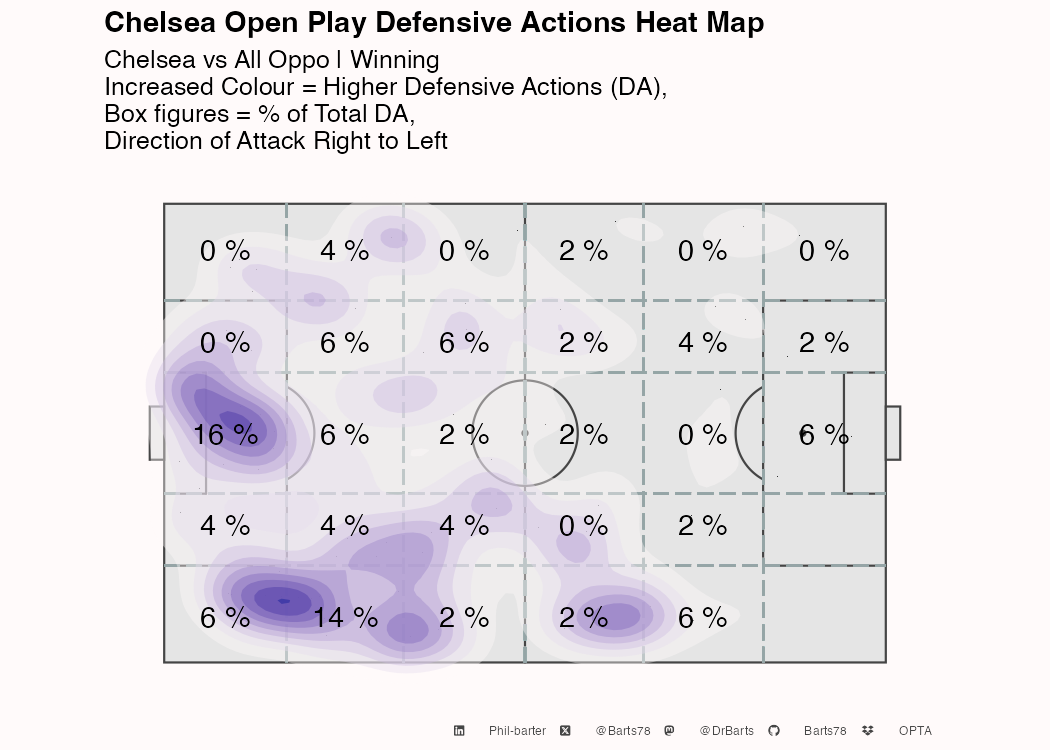 Chelsea Open Play Defensive Actions Heat Map
Chelsea vs All Oppo | Winning
Increased Colour = Higher Defensive Actions (DA),
Box figures = % of Total DA,
Direction of Attack Right to Left
0 % 4 % 0 % 2 % 0 % 0 %
0 % 6 % 6 % 2 % 4 % 2 %
16 % 6 % 2 % 2 % 0 % 6 %
4 % 4 % 4 % 0 % 2 %
6 % 14 % 2 % 2 % 6 %
Phil-barter @Barts78 @DrBarts Barts78 OPTA